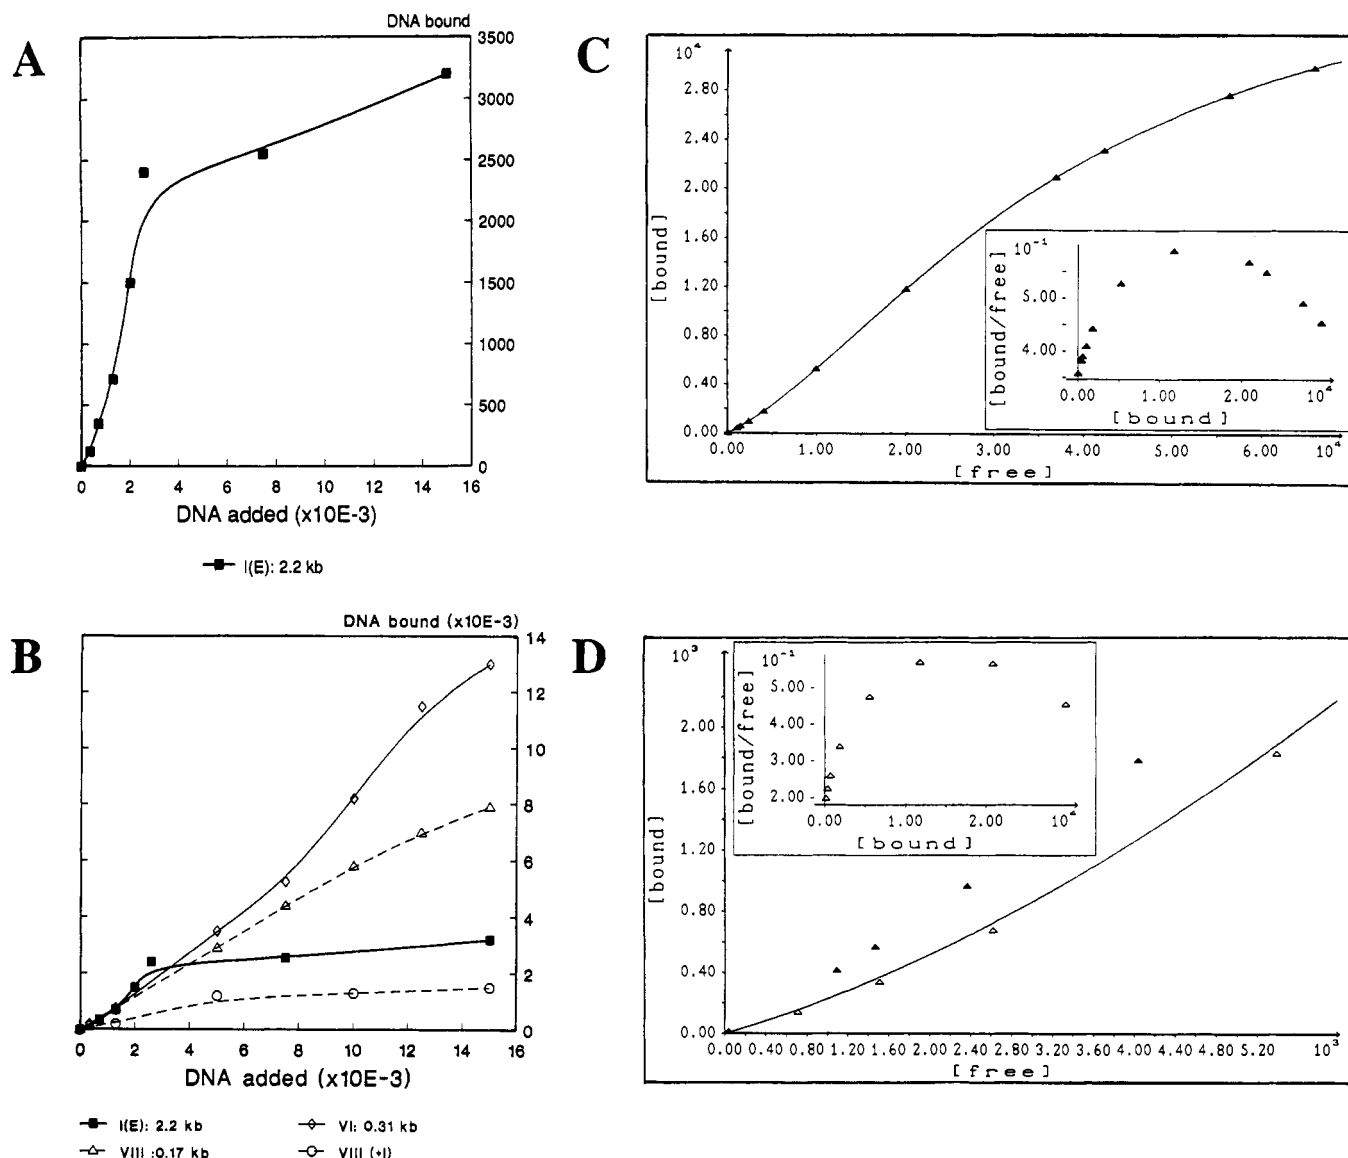 A
DNA bound
3500
3000
2500
2000
1500
1000
500
0
0 2 4 6 8 10 12 14 16
DNA added (x10E-3)
I(E): 2.2 kb
B
DNA bound (x10E-3)
14
12
10
8
6
4
2
0
0 2 4 6 8 10 12 14 16
DNA added (x10E-3)
I(E): 2.2 kb
VI: 0.31 kb
VIII :0.17 kb
VIII (+I)
C
10⁴
2.80
2.40
2.00
1.60
1.20
0.80
0.40
0.00
[bound]
0.00 1.00 2.00 3.00 4.00 5.00 6.00 10⁴
[free]
10⁻¹
5.00
4.00
[bound/free]
0.00 1.00 2.00 10⁴
[bound]
D
10³
2.00
1.60
1.20
0.80
0.40
0.00
[bound]
0.00 0.40 0.80 1.20 1.60 2.00 2.40 2.80 3.20 3.60 4.00 4.40 4.80 5.20 10³
[free]
10⁻¹
5.00
4.00
3.00
2.00
[bound/free]
0.00 1.00 2.00 10
[bound]